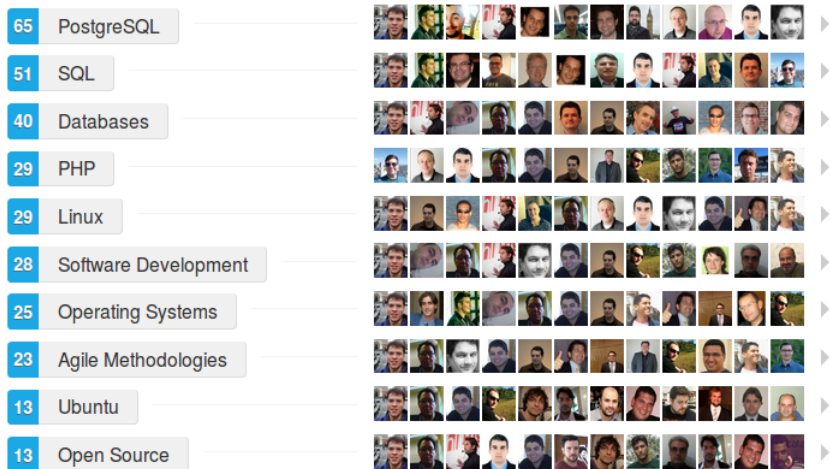 65 PostgreSQL
51 SQL
40 Databases
29 PHP
29 Linux
28 Software Development
25 Operating Systems
23 Agile Methodologies
13 Ubuntu
13 Open Source